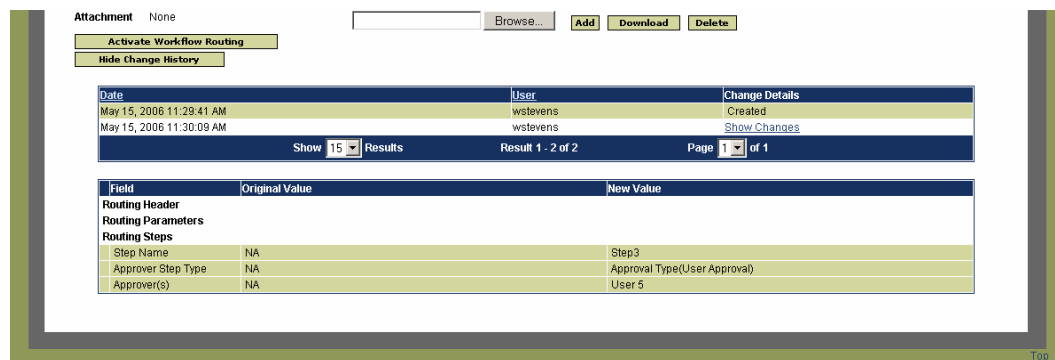 Attachment None Browse... Add Download Delete
Activate Workflow Routing
Hide Change History
Date User Change Details
May 15, 2006 11:29:41 AM wstevens Created
May 15, 2006 11:30:09 AM wstevens Show Changes
Show 15 Results Result 1 - 2 of 2 Page 1 of 1
Field Original Value New Value
Routing Header
Routing Parameters
Routing Steps
Step Name NA Step3
Approver Step Type NA Approval Type(User Approval)
Approver(s) NA User 5
Top